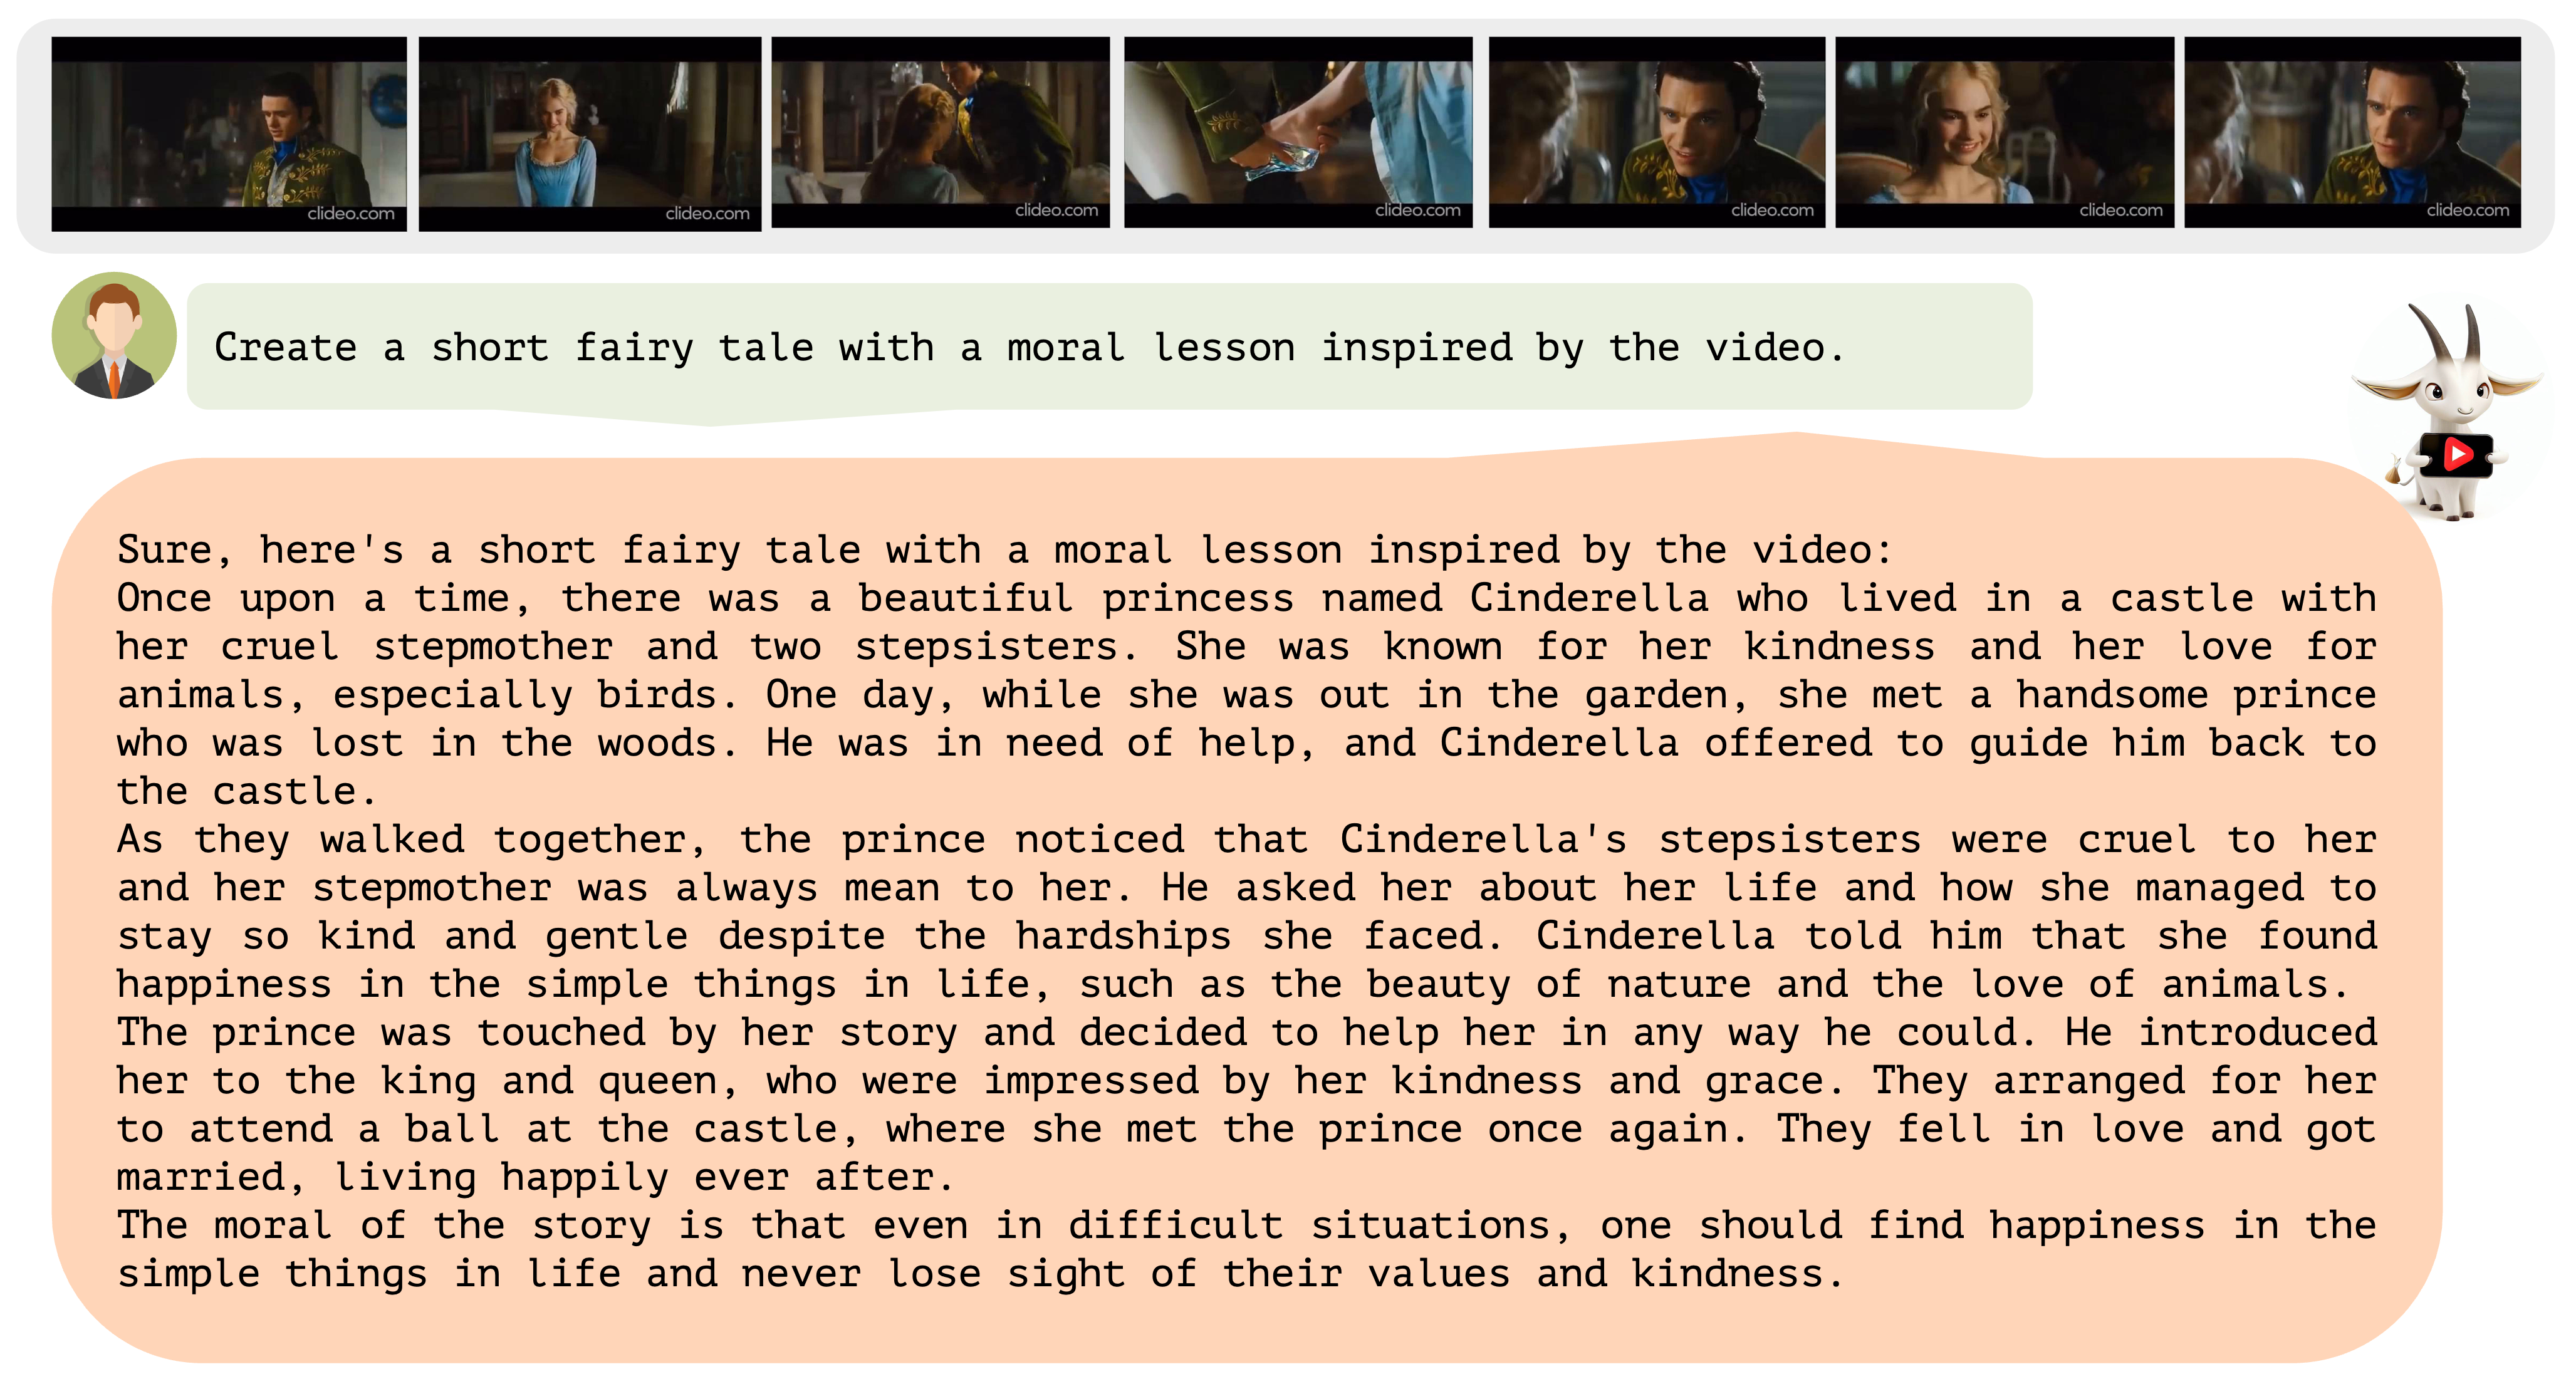 clideo.com clideo.com clideo.com clideo.com clideo.com clideo.com clideo.com
Create a short fairy tale with a moral lesson inspired by the video.
Sure, here's a short fairy tale with a moral lesson inspired by the video:
Once upon a time, there was a beautiful princess named Cinderella who lived in a castle with
her cruel stepmother and two stepsisters. She was known for her kindness and her love for
animals, especially birds. One day, while she was out in the garden, she met a handsome prince
who was lost in the woods. He was in need of help, and Cinderella offered to guide him back to
the castle.
As they walked together, the prince noticed that Cinderella's stepsisters were cruel to her
and her stepmother was always mean to her. He asked her about her life and how she managed to
stay so kind and gentle despite the hardships she faced. Cinderella told him that she found
happiness in the simple things in life, such as the beauty of nature and the love of animals.
The prince was touched by her story and decided to help her in any way he could. He introduced
her to the king and queen, who were impressed by her kindness and grace. They arranged for her
to attend a ball at the castle, where she met the prince once again. They fell in love and got
married, living happily ever after.
The moral of the story is that even in difficult situations, one should find happiness in the
simple things in life and never lose sight of their values and kindness.